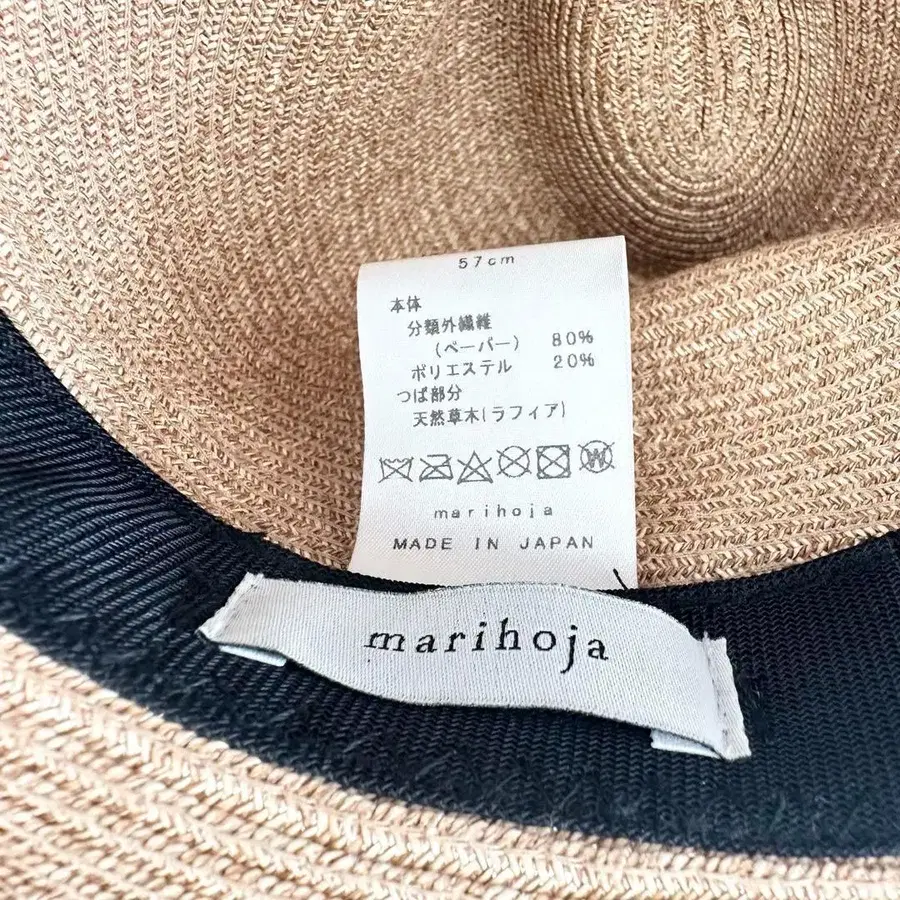 57cm
本体
分類外繊維
(ペーパー) 80%
ポリエステル 20%
つば部分
天然草木(ラフィア)
W
marihoja
MADE IN JAPAN
marihoja